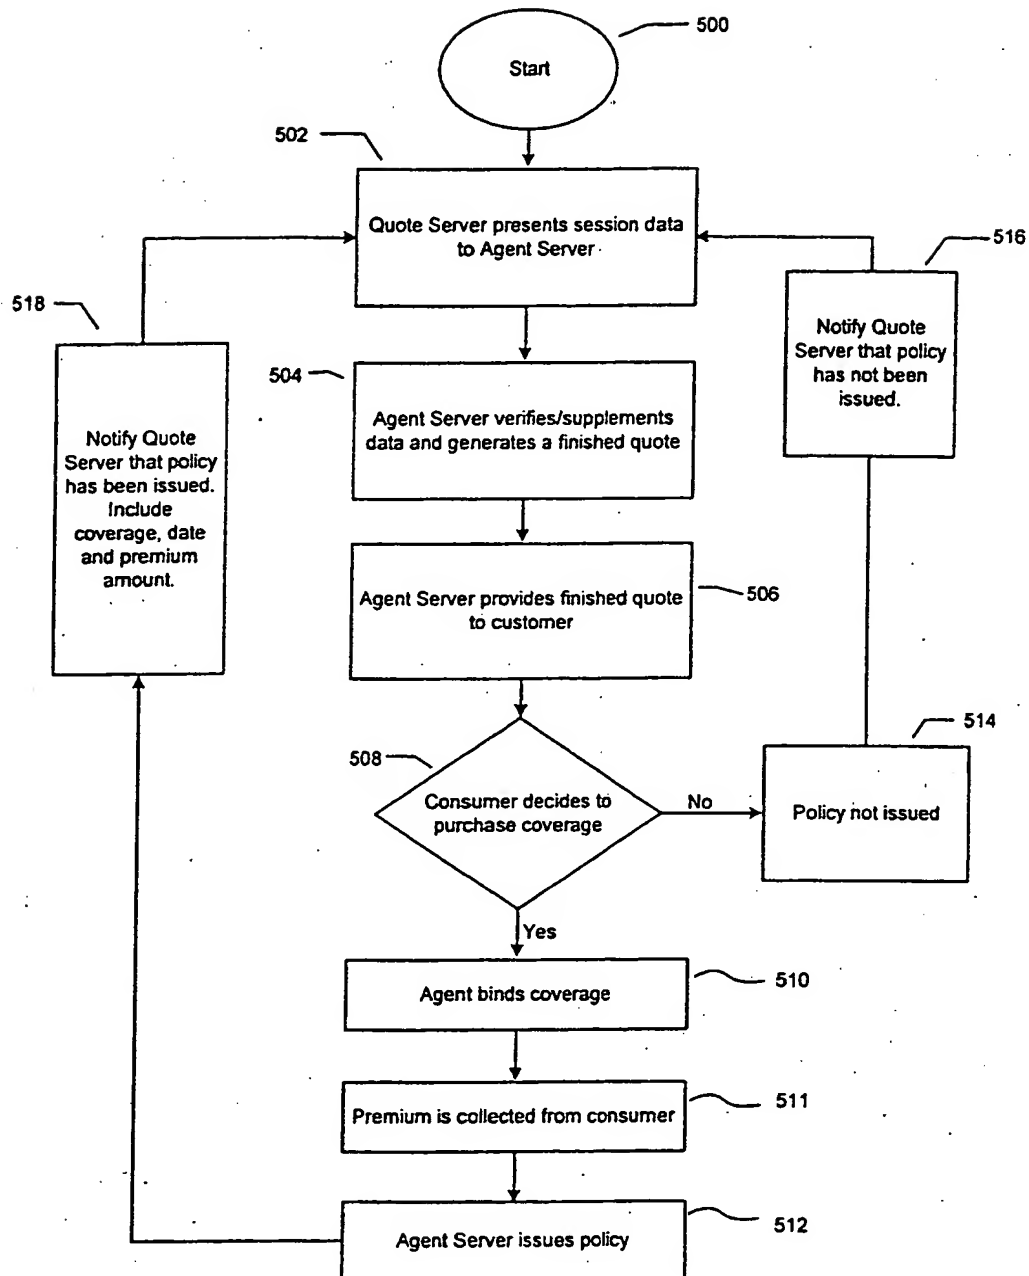 500
Start
502
Quote Server presents session data
to Agent Server
516
518
Notify Quote
Server that policy
has not been
issued.
504
Agent Server verifies/supplements
data and generates a finished quote
Notify Quote
Server that policy
has been issued.
Include
coverage, date
and premium
amount.
506
Agent Server provides finished quote
to customer
514
508
Consumer decides to
purchase coverage
No
Policy not issued
Yes
510
Agent binds coverage
511
Premium is collected from consumer
512
Agent Server issues policy